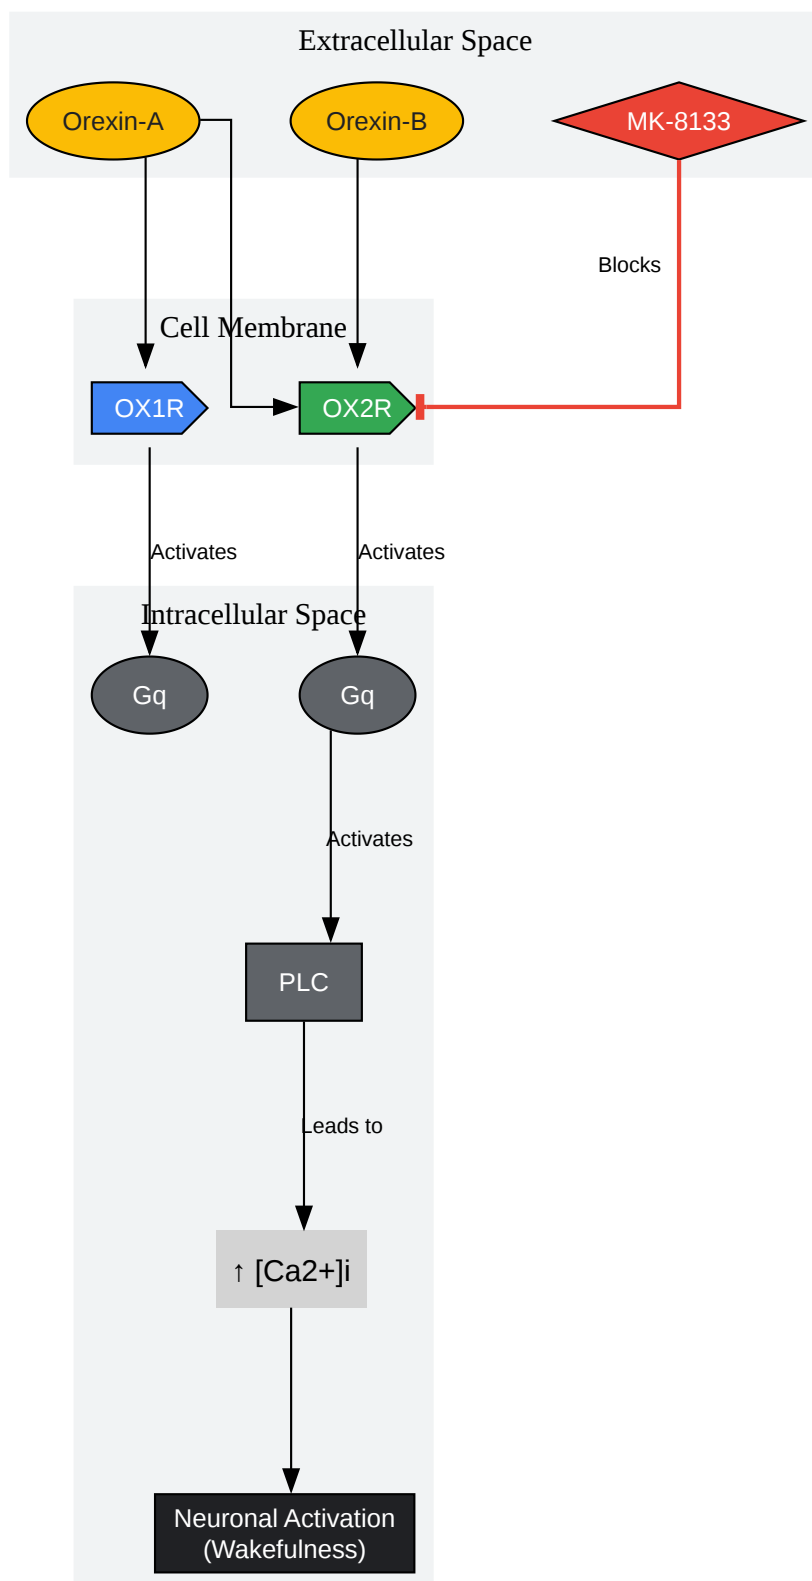 Extracellular Space
Orexin-A
Orexin-B
MK-8133
Blocks
Cell Membrane
OX1R
OX2R
Activates
Activates
Intracellular Space
Gq
Gq
Activates
PLC
Leads to
↑ [Ca2+]i
Neuronal Activation
(Wakefulness)